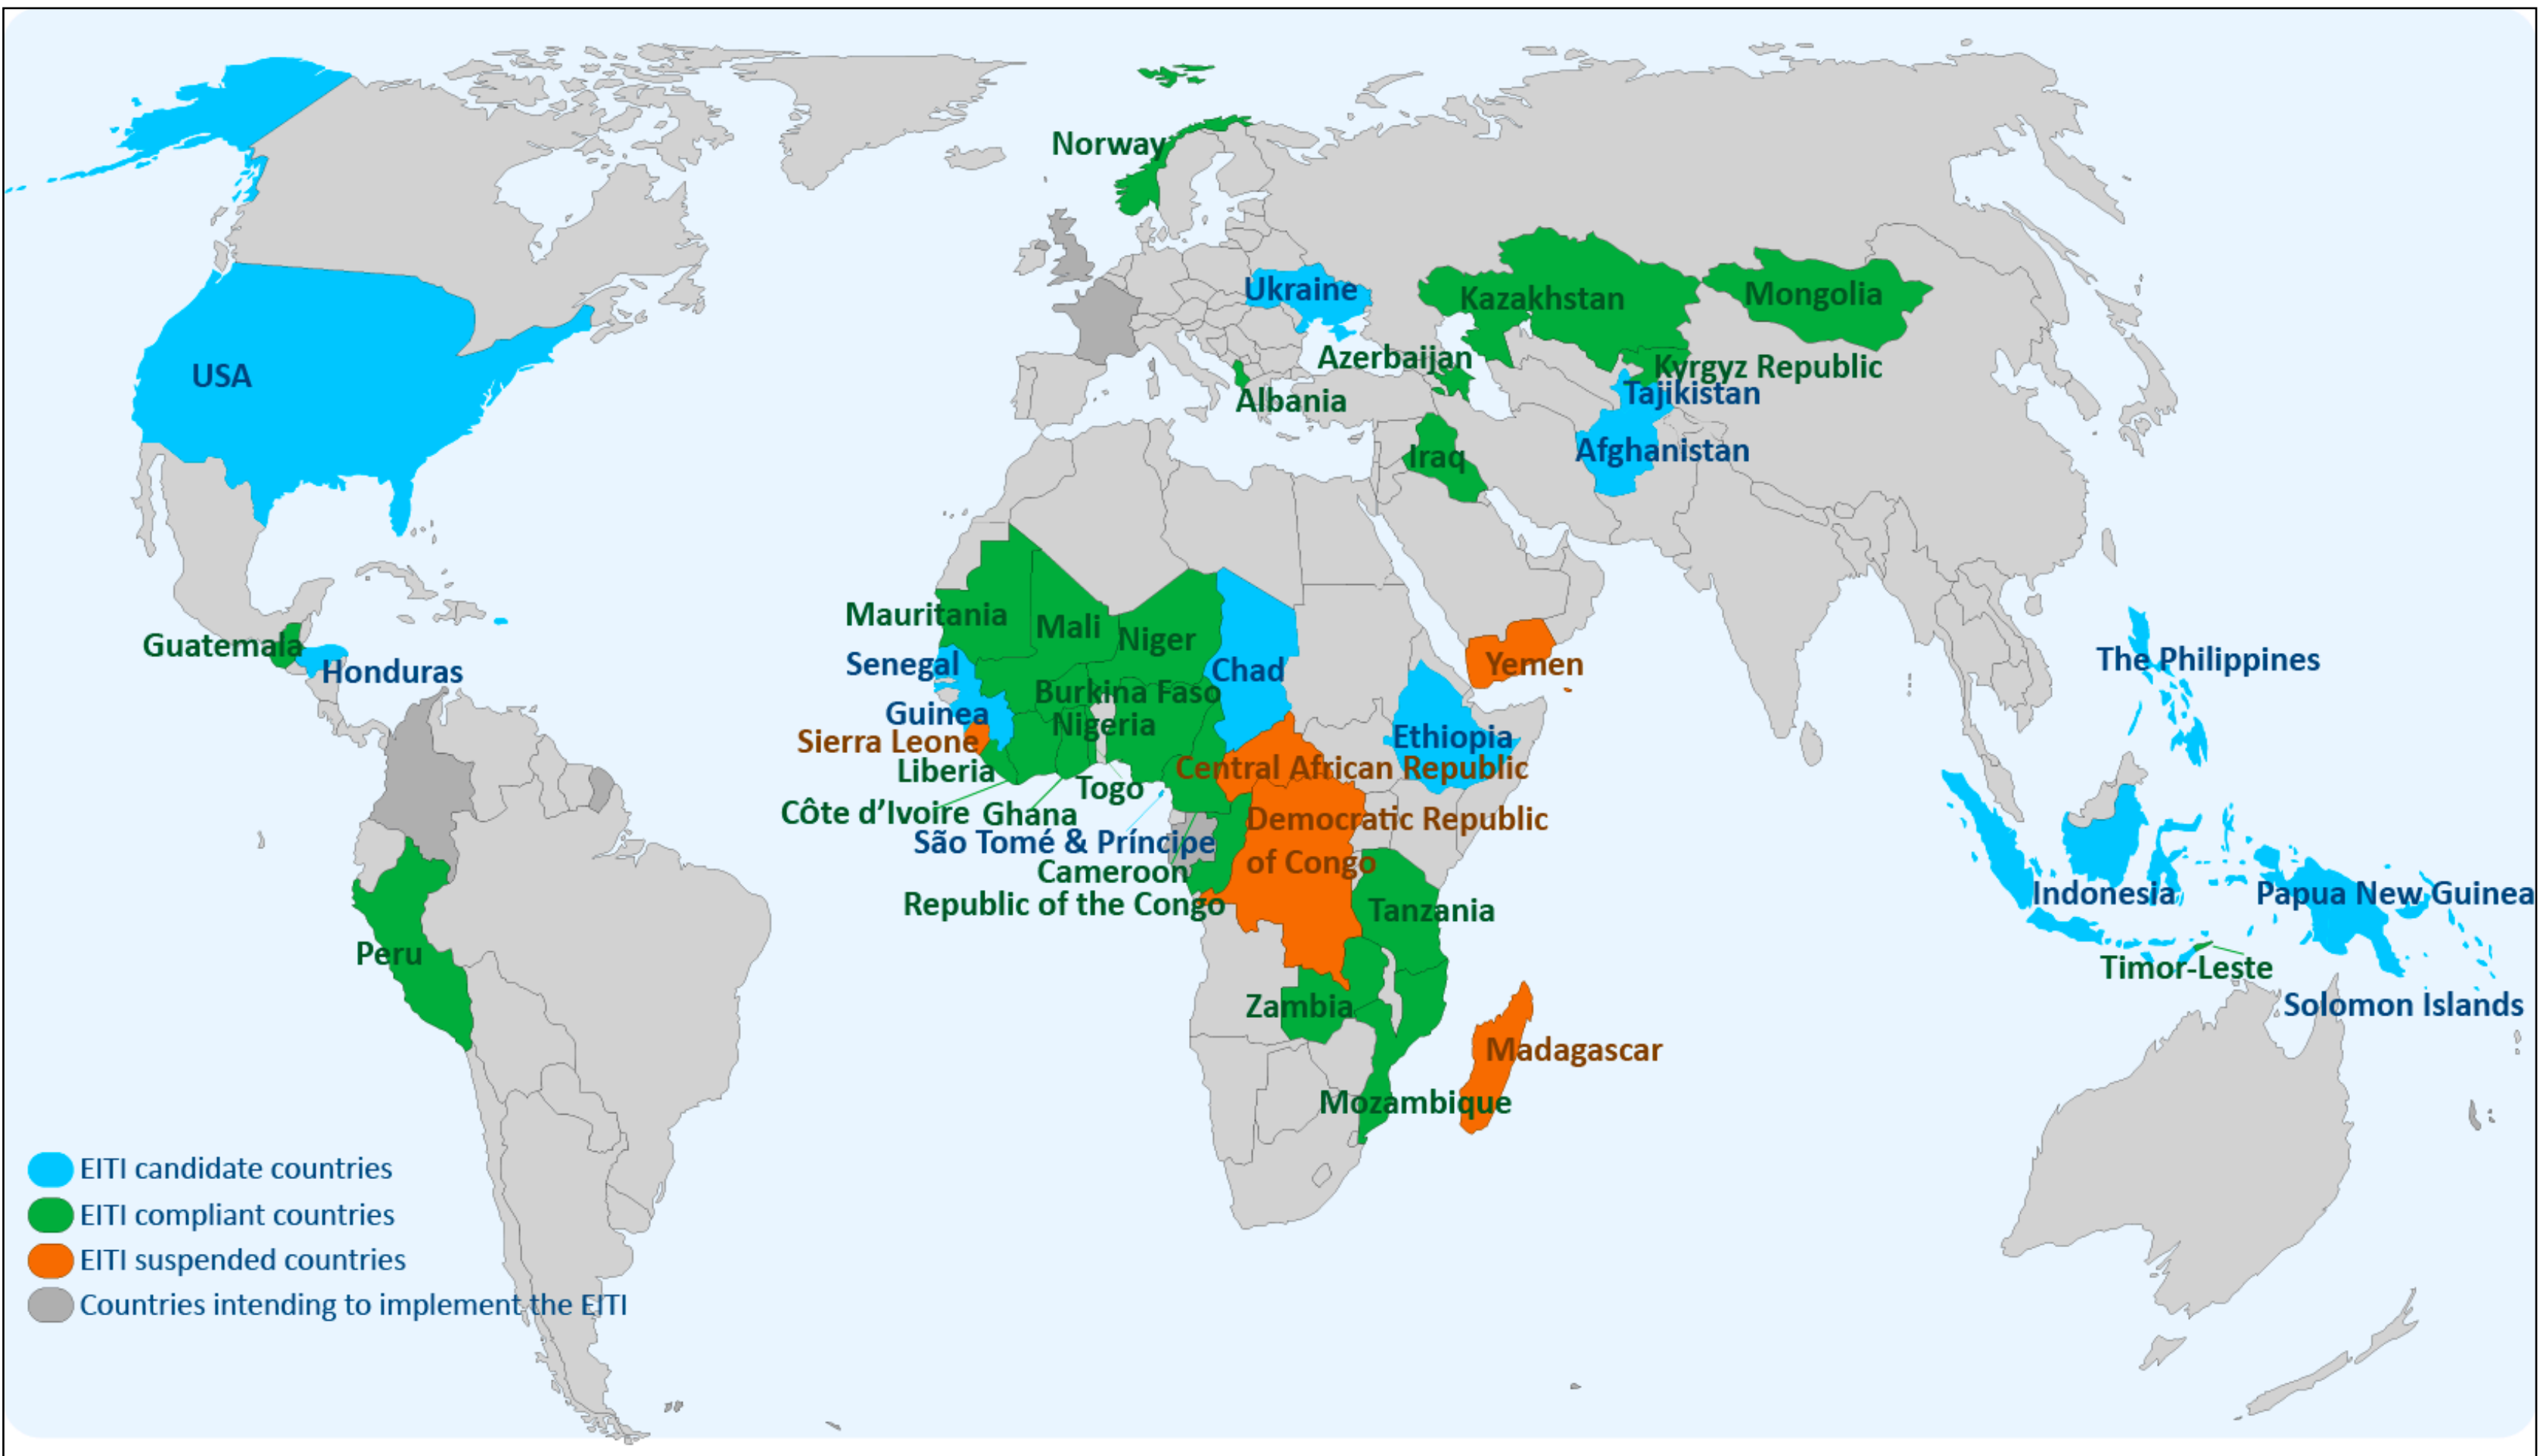 Norway
Ukraine
Kazakhstan
Mongolia
Azerbaijan
Kyrgyz Republic
USA
Tajikistan
Albania
Afghanistan
Iraq
Mauritania
Mali
Niger
Guatemala
Senegal
Chad
Yemen
The Philippines
Honduras
Burkina Faso
Guinea
Nigeria
Sierra Leone
Ethiopia
Liberia
Central African Republic
Togo
Côte d’Ivoire
Ghana
Democratic Republic
of Congo
São Tomé & Príncipe
Cameroon
Republic of the Congo
Indonesia
Papua New Guinea
Tanzania
Peru
Timor-Leste
Zambia
Solomon Islands
Madagascar
Mozambique
EITI candidate countries
EITI compliant countries
EITI suspended countries
Countries intending to implement the EITI